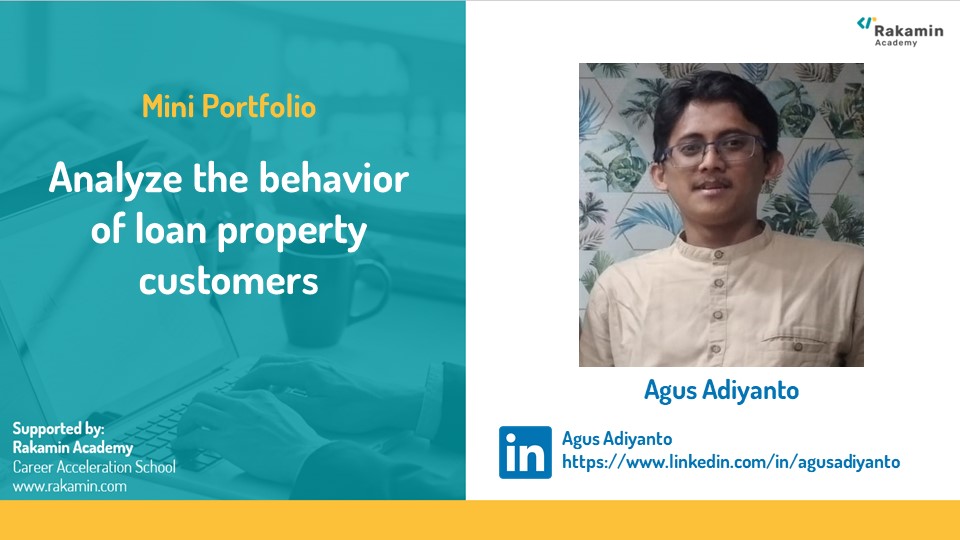 Mini Portfolio
Analyze the behavior
of loan property
customers
Supported by:
Rakamin Academy
Career Acceleration School
www.rakamin.com
Rakamin
Academy
Agus Adiyanto
in
Agus Adiyanto
https://www.linkedin.com/in/agusadiyanto